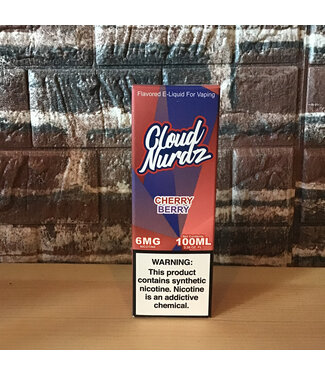 Flavored E-Liquid For Vaping
Cloud
Nurdz
CHERRY
BERRY
6MG 100ML
NICOTINE
WARNING:
This product
contains synthetic
nicotine. Nicotine
is an addictive
chemical.